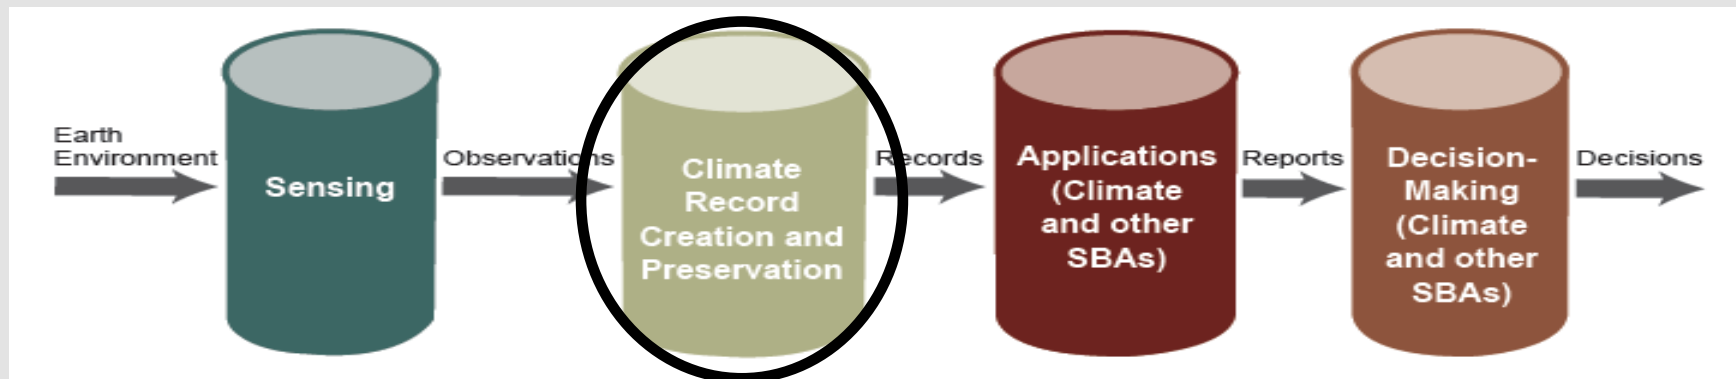 Earth
Environment
Sensing
Observations
Climate
Record
Creation and
Preservation
Records
Applications
(Climate
and other
SBAs)
Reports
Decision-
Making
(Climate
and other
SBAs)
Decisions